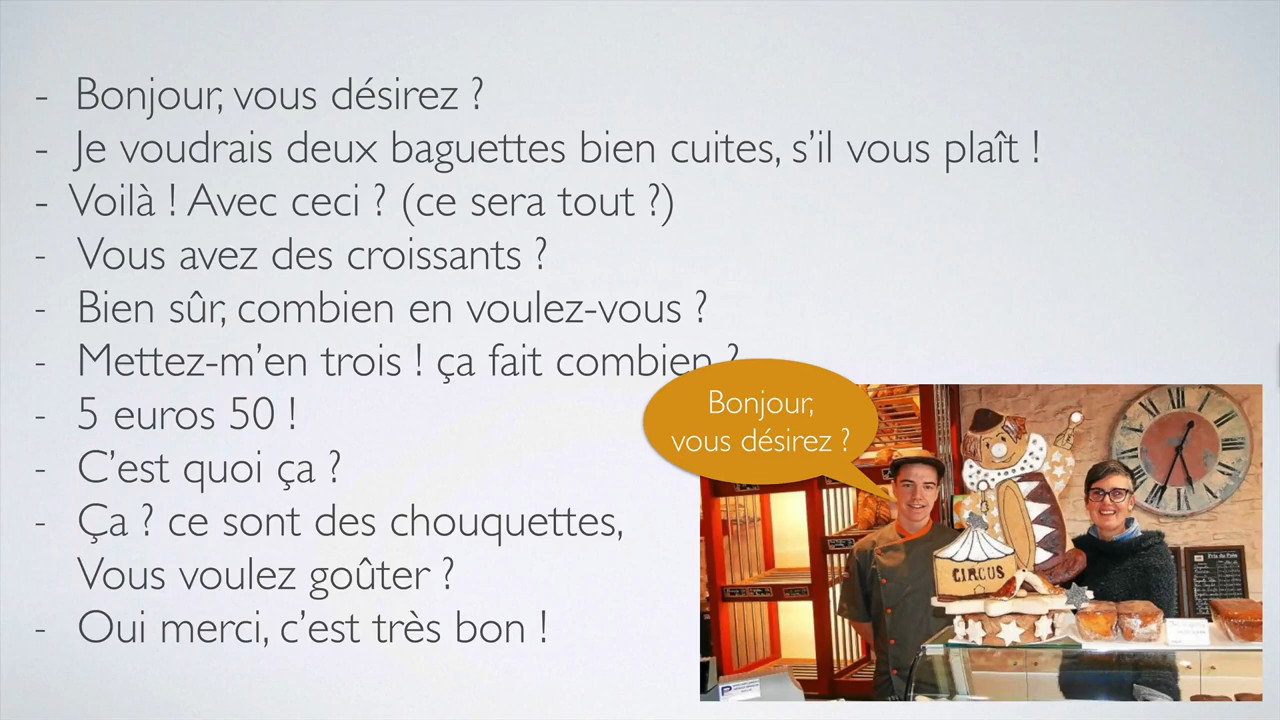 - Bonjour, vous désirez ?
- Je voudrais deux baguettes bien cuites, s’il vous plaît !
- Voilà ! Avec ceci ? (ce sera tout ?)
- Vous avez des croissants ?
- Bien sûr, combien en voulez-vous ?
- Mettez-m’en trois ! ça fait combien ?
- 5 euros 50 !
- C’est quoi ça ?
- Ça ? ce sont des chouquettes,
Vous voulez goûter ?
- Oui merci, c’est très bon !
Bonjour,
vous désirez ?
CIRCUS
Prix du Pain